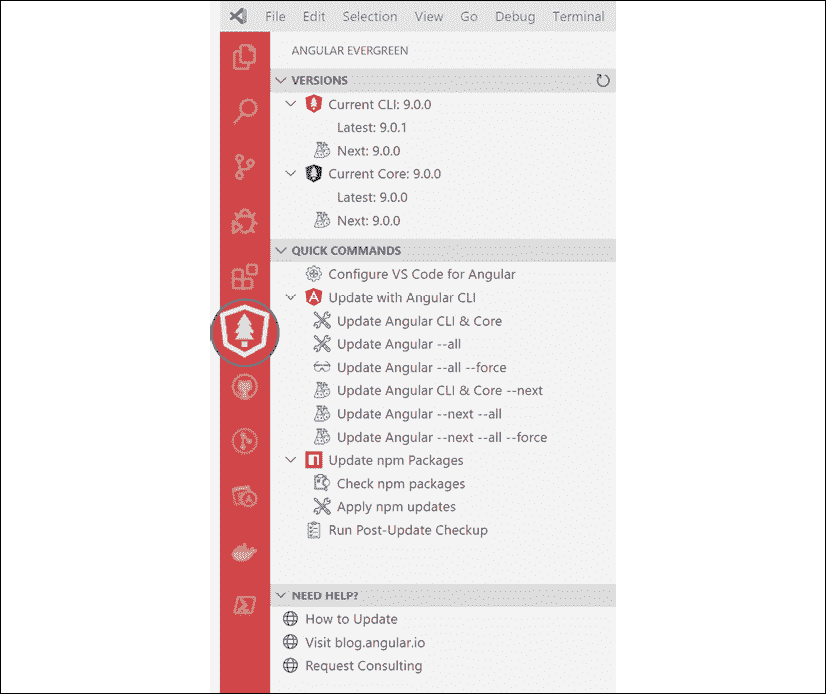 File Edit Selection View Go Debug Terminal
ANGULAR EVERGREEN
VERSIONS
Current CLI: 9.0.0
Latest: 9.0.1
Next: 9.0.0
Current Core: 9.0.0
Latest: 9.0.0
Next: 9.0.0
QUICK COMMANDS
Configure VS Code for Angular
Update with Angular CLI
Update Angular CLI & Core
Update Angular --all
Update Angular --all --force
Update Angular CLI & Core --next
Update Angular --next --all
Update Angular --next --all --force
Update npm Packages
Check npm packages
Apply npm updates
Run Post-Update Checkup
NEED HELP?
How to Update
Visit blog.angular.io
Request Consulting